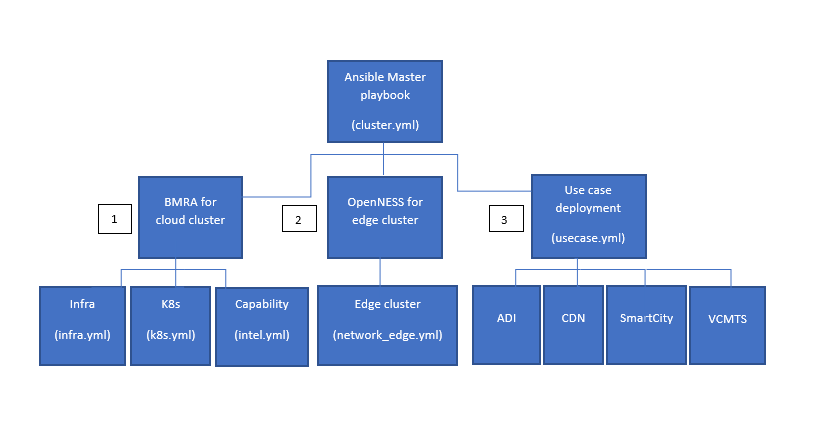 Ansible Master
playbook
(cluster.yml)
1
BMRA for
cloud cluster
2
OpenNESS for
edge cluster
3
Use case
deployment
(usecase.yml)
Infra
(infra.yml)
K8s
(k8s.yml)
Capability
(intel.yml)
Edge cluster
(network_edge.yml)
ADI
CDN
SmartCity
VCMTS